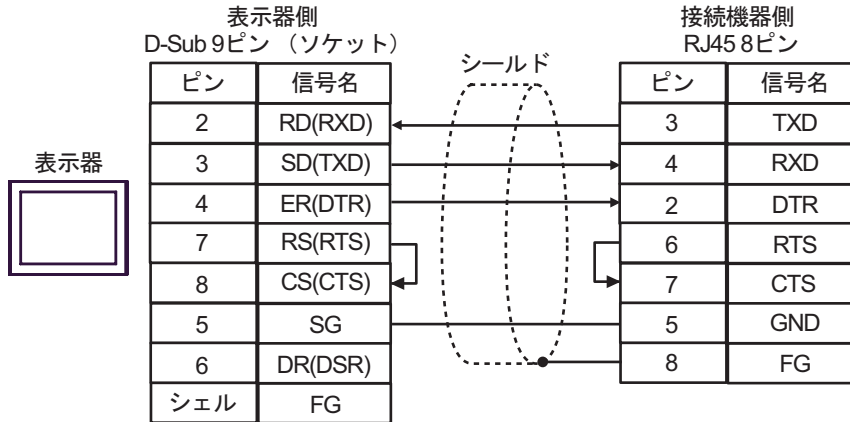 表示器側
D-Sub 9ピン （ソケット）
接続機器側
RJ45 8ピン
シールド
表示器
ピン 信号名
2 RD(RXD)
3 SD(TXD)
4 ER(DTR)
7 RS(RTS)
8 CS(CTS)
5 SG
6 DR(DSR)
シェル FG
ピン 信号名
3 TXD
4 RXD
2 DTR
6 RTS
7 CTS
5 GND
8 FG